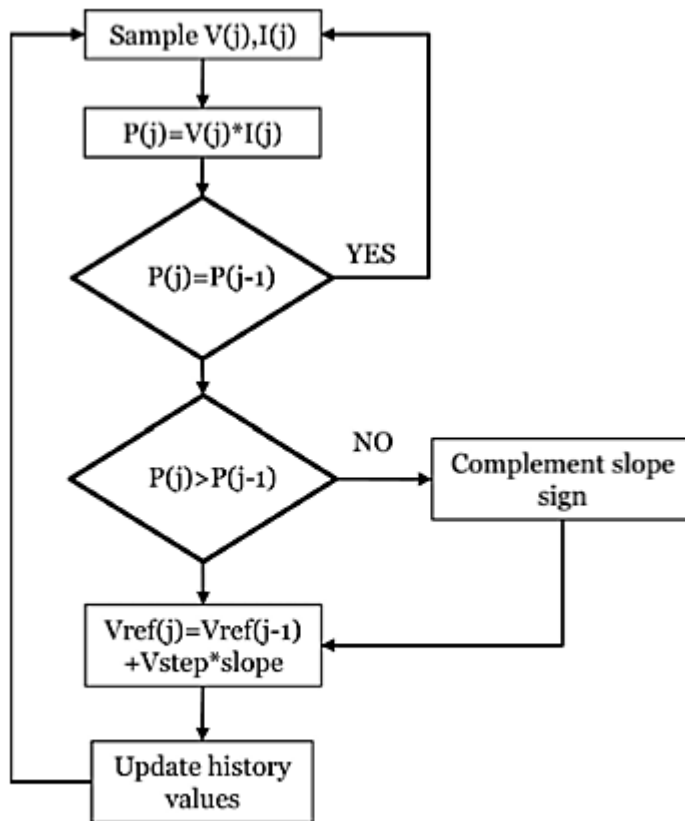 Sample V(j),I(j)
P(j)=V(j)*I(j)
YES
P(j)=P(j-1)
NO
P(j)>P(j-1)
Complement slope
sign
Vref(j)=Vref(j-1)
+Vstep*slope
Update history
values